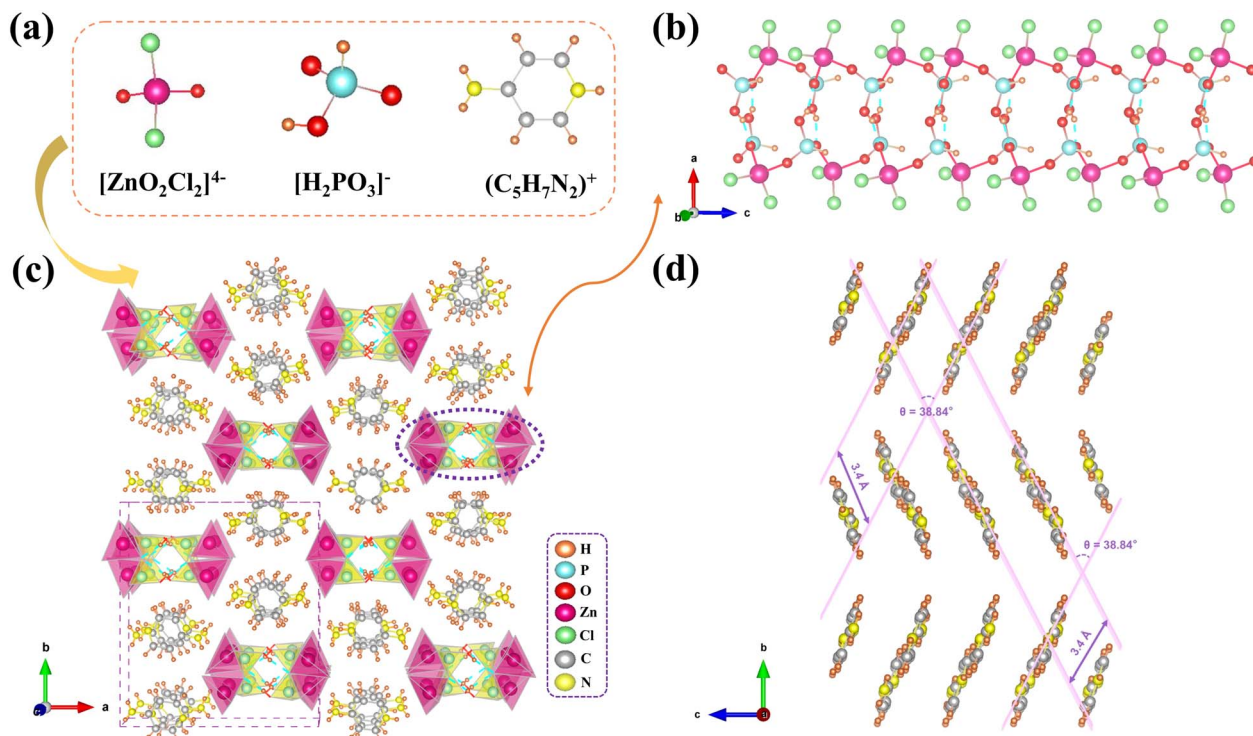 (a)
[ZnO₂Cl₂]⁴⁻ [H₂PO₃]⁻ (C₅H₇N₂)⁺
(b)
a
b c
(c)
H
P
O
Zn
Cl
C
N
b
c a
(d)
θ = 38.84°
3.4 Å
θ = 38.84°
3.4 Å
b
c a